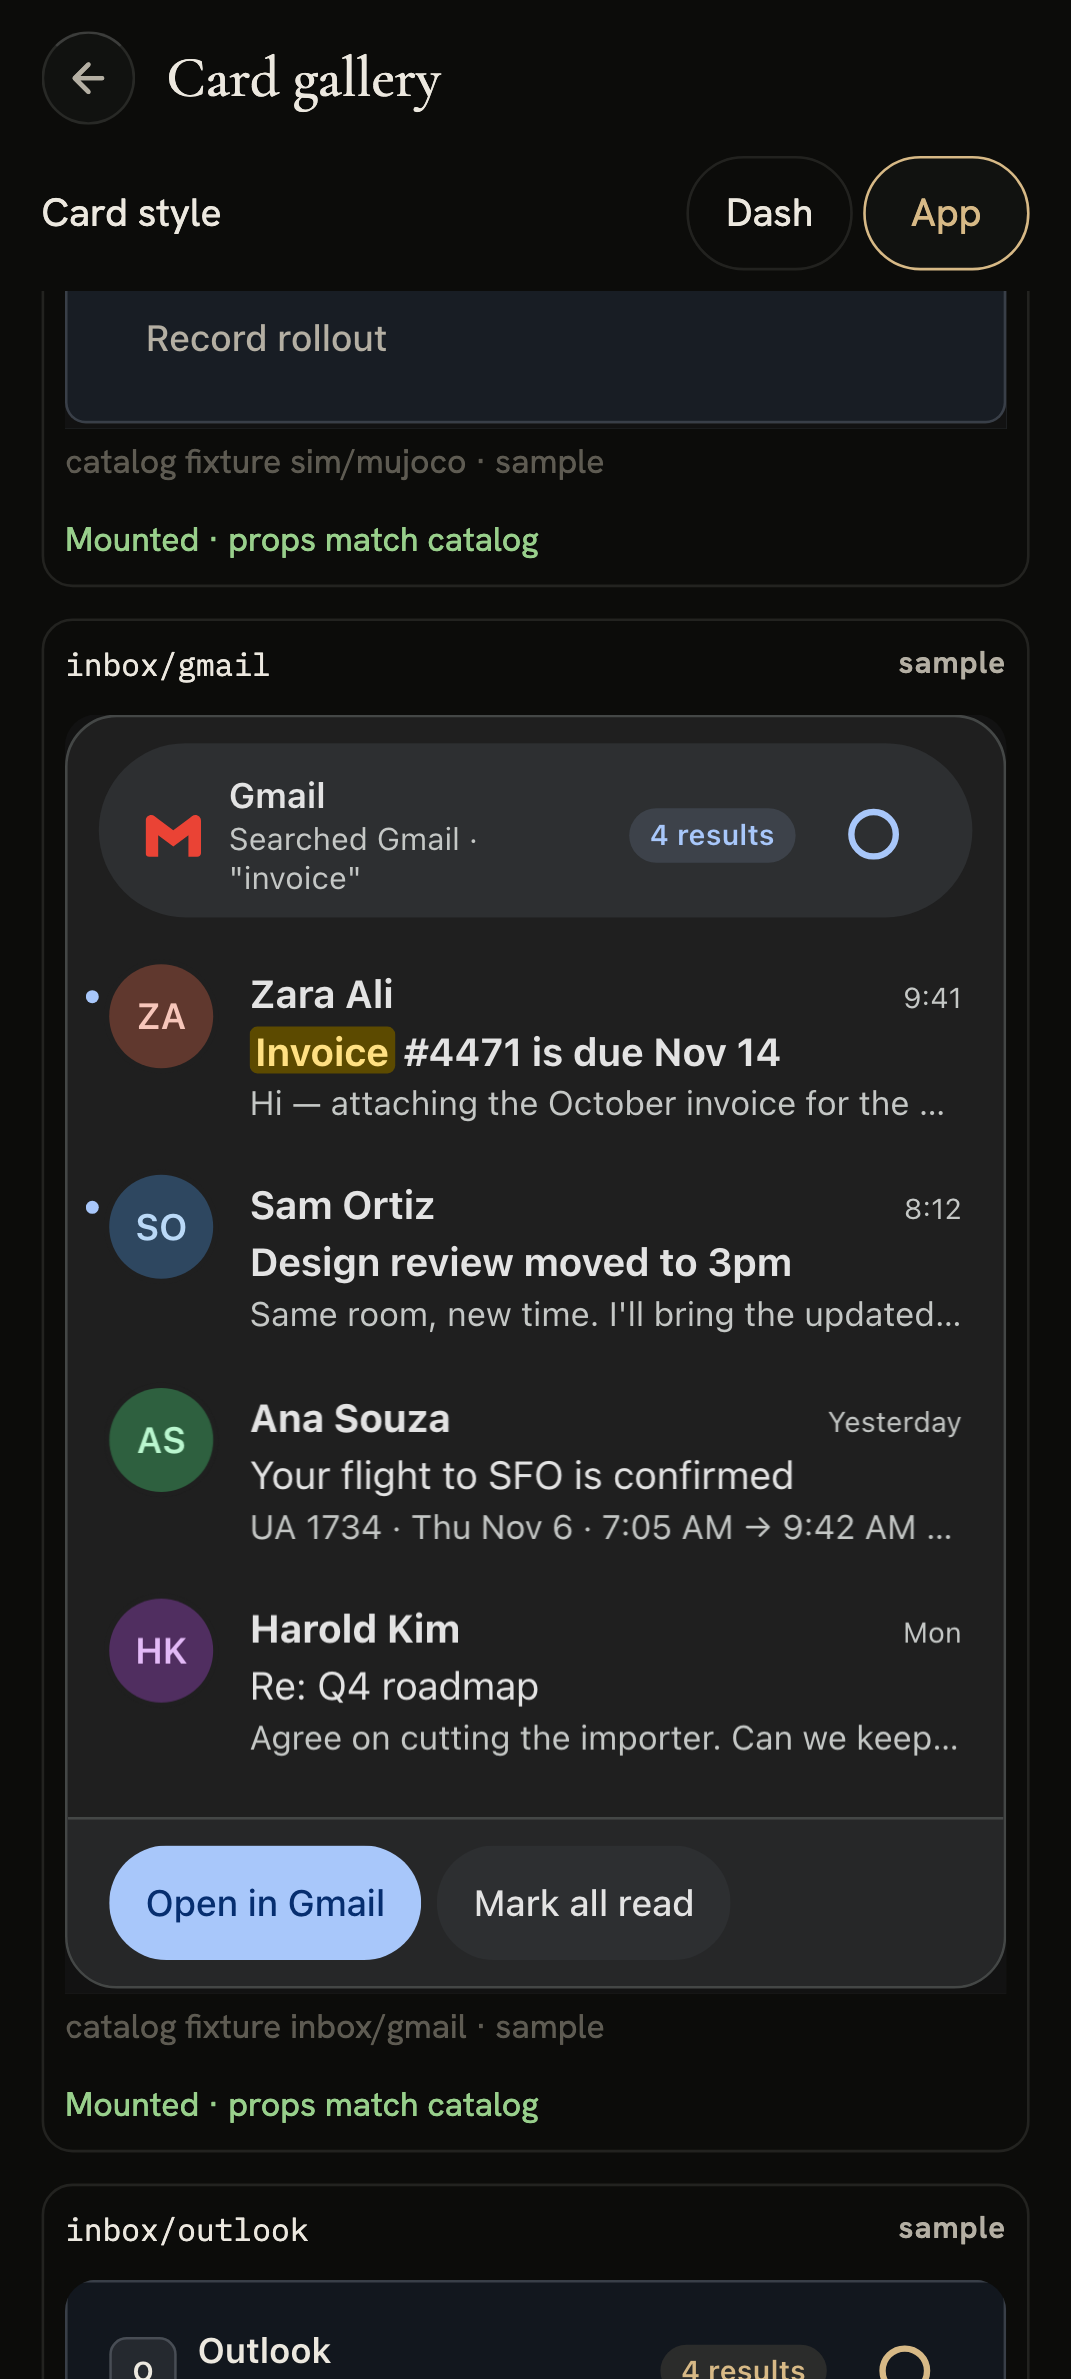 Card gallery
Card style
Dash
App
Record rollout
catalog fixture sim/mujoco · sample
Mounted · props match catalog
inbox/gmail
sample
Gmail
Searched Gmail ·
"invoice"
4 results
ZA
Zara Ali
9:41
Invoice #4471 is due Nov 14
Hi — attaching the October invoice for the ...
SO
Sam Ortiz
8:12
Design review moved to 3pm
Same room, new time. I'll bring the updated...
AS
Ana Souza
Yesterday
Your flight to SFO is confirmed
UA 1734 · Thu Nov 6 · 7:05 AM → 9:42 AM ...
HK
Harold Kim
Mon
Re: Q4 roadmap
Agree on cutting the importer. Can we keep...
Open in Gmail
Mark all read
catalog fixture inbox/gmail · sample
Mounted · props match catalog
inbox/outlook
sample
O
Outlook
4 results